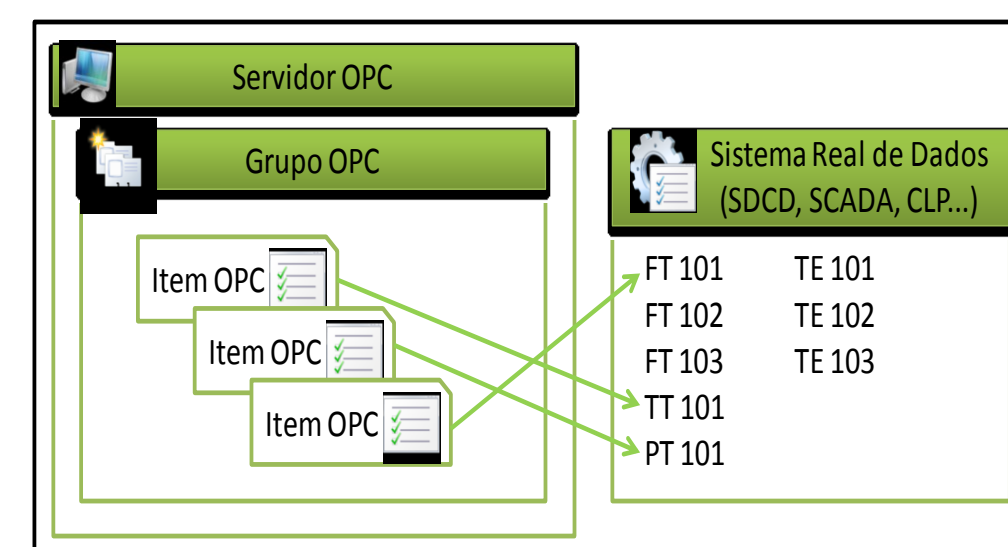 Servidor OPC
Grupo OPC
Item OPC
Item OPC
Item OPC
Sistema Real de Dados
(SDCD, SCADA, CLP...)
FT 101 TE 101
FT 102 TE 102
FT 103 TE 103
TT 101
PT 101